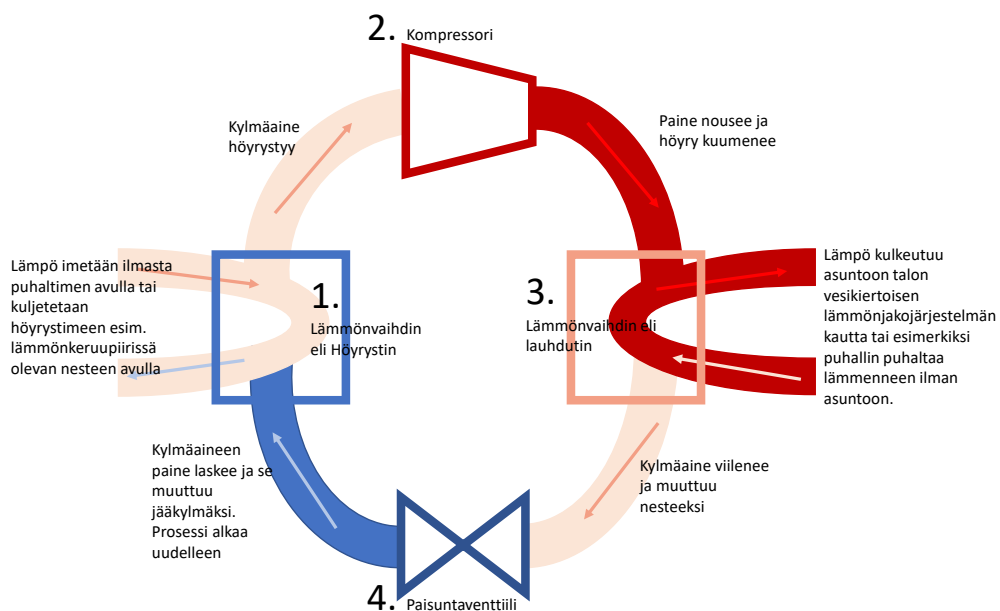 2. Kompressori
Kylmäaine
höyrystyy
Paine nousee ja
höyry kuumenee
Lämpö imetään ilmasta
puhaltimen avulla tai
kuljetetaan
höyrystimeen esim.
lämmönkeruupiirissä
olevan nesteen avulla
1.
Lämmönvaihdin
eli Höyrystin
3.
Lämmönvaihdin eli
lauhdutin
Lämpö kulkeutuu
asuntoon talon
vesikiertoisen
lämmönjakojärjestelmän
kautta tai esimerkiksi
puhallin puhaltaa
lämmenneen ilman
asuntoon.
Kylmäaineen
paine laskee ja se
muuttuu
jääkylmäksi.
Prosessi alkaa
uudelleen
Kylmäaine viilenee
ja muuttuu
nesteeksi
4. Paisuntaventtiili